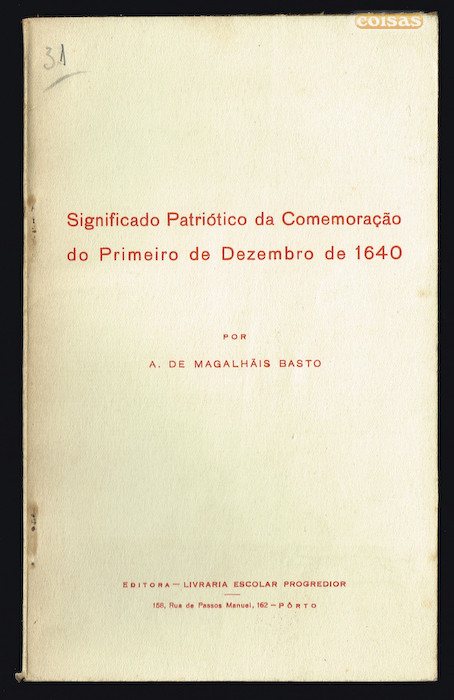 coisas
31
Significado Patriótico da Comemoração
do Primeiro de Dezembro de 1640
POR
A. DE MAGALHÃIS BASTO
EDITORA — LIVRARIA ESCOLAR PROGREDIOR
158, Rua de Passos Manuel, 162 — PÔRTO